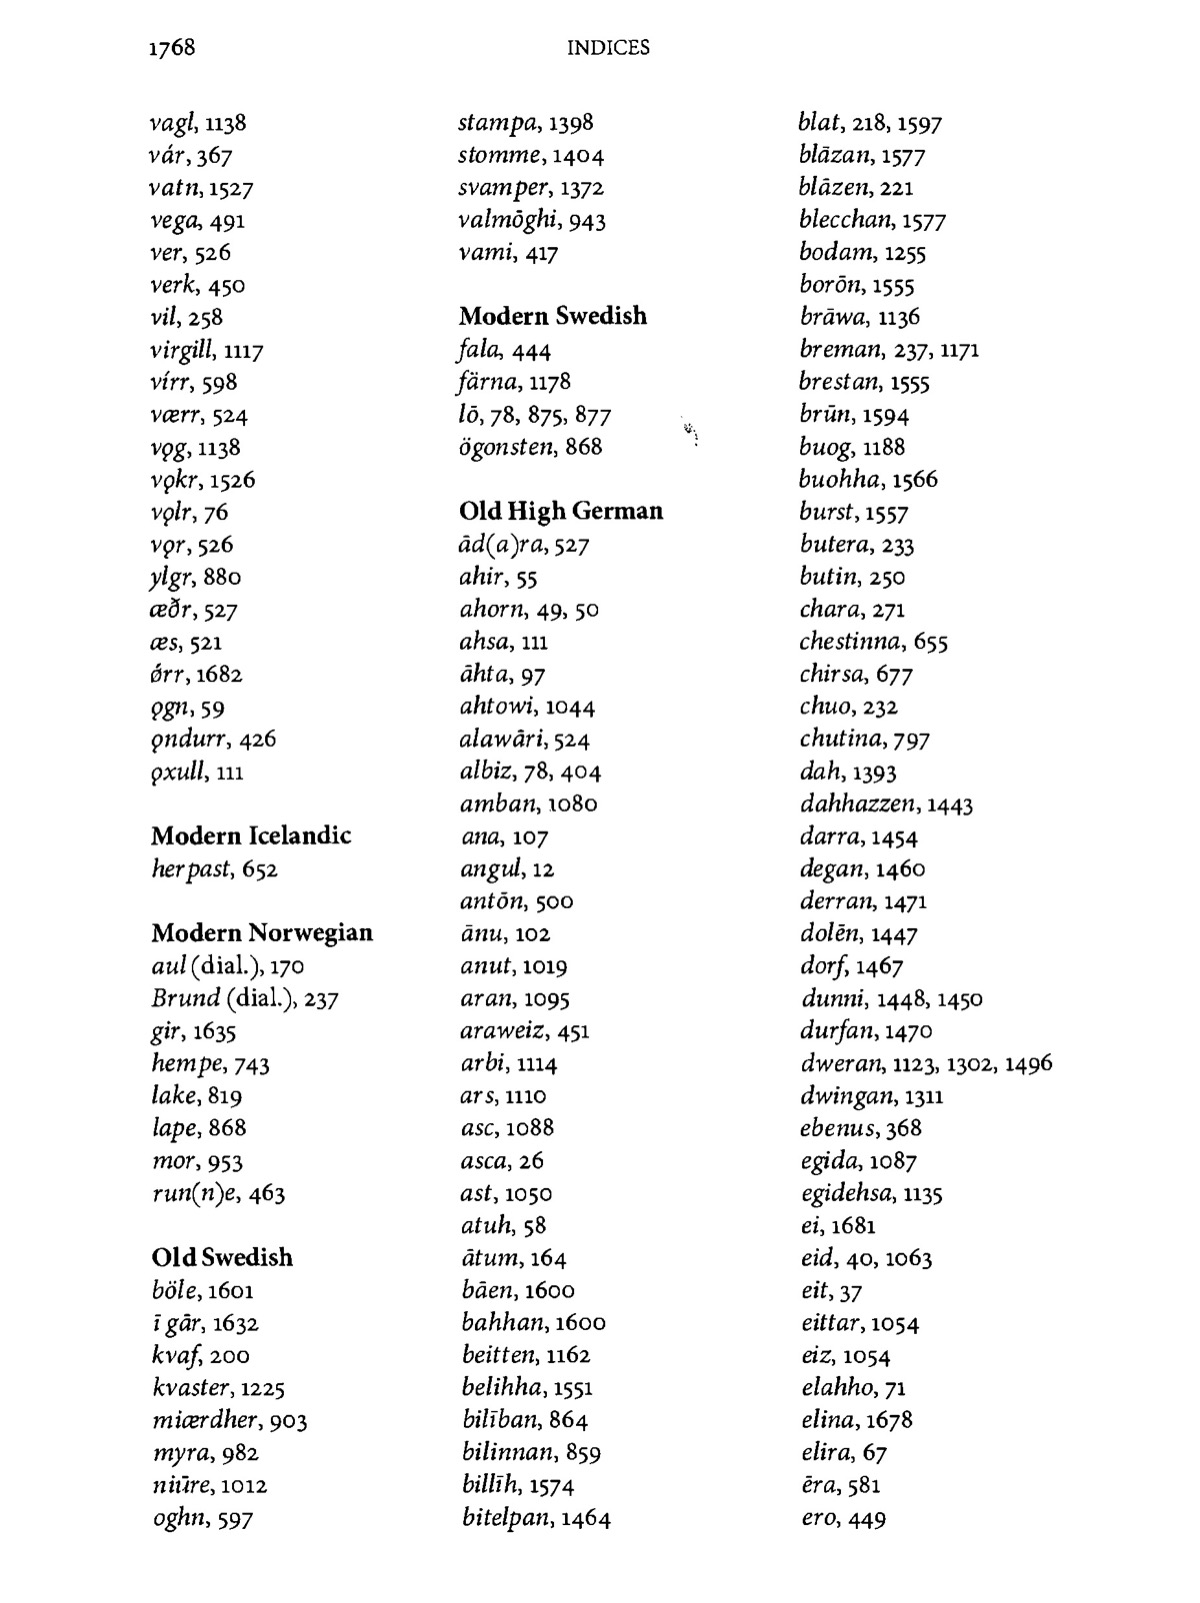 1768
INDICES
vagl, 1138
vár, 367
vatn, 1527
vega, 491
ver, 526
verk, 450
vil, 258
virgill, 1117
vírr, 598
værr, 524
vǫg, 1138
vǫkr, 1526
vǫlr, 76
vǫr, 526
ylgr, 880
æðr, 527
æs, 521
ǿrr, 1682
ǫgn, 59
ǫndurr, 426
ǫxull, 111
Modern Icelandic
herpast, 652
Modern Norwegian
aul (dial.), 170
Brund (dial.), 237
gir, 1635
hempe, 743
lake, 819
lape, 868
mor, 953
run(n)e, 463
Old Swedish
böle, 1601
ī gār, 1632
kvaf, 200
kvaster, 1225
miærdher, 903
myra, 982
niūre, 1012
oghn, 597
stampa, 1398
stomme, 1404
svamper, 1372
valmōghi, 943
vami, 417
Modern Swedish
fala, 444
färna, 1178
lō, 78, 875, 877
ögonsten, 868
Old High German
ād(a)ra, 527
ahir, 55
ahorn, 49, 50
ahsa, 111
āhta, 97
ahtowi, 1044
alawāri, 524
albiz, 78, 404
amban, 1080
ana, 107
angul, 12
antōn, 500
ānu, 102
anut, 1019
aran, 1095
araweiz, 451
arbi, 1114
ars, 1110
asc, 1088
asca, 26
ast, 1050
atuh, 58
ātum, 164
bāen, 1600
bahhan, 1600
beitten, 1162
belihha, 1551
bilīban, 864
bilinnan, 859
billīh, 1574
bitelpan, 1464
blat, 218, 1597
blāzan, 1577
blāzen, 221
blecchan, 1577
bodam, 1255
borōn, 1555
brāwa, 1136
breman, 237, 1171
brestan, 1555
brūn, 1594
buog, 1188
buohha, 1566
burst, 1557
butera, 233
butin, 250
chara, 271
chestinna, 655
chirsa, 677
chuo, 232
chutina, 797
dah, 1393
dahhazzen, 1443
darra, 1454
degan, 1460
derran, 1471
dolēn, 1447
dorf, 1467
dunni, 1448, 1450
durfan, 1470
dweran, 1123, 1302, 1496
dwingan, 1311
ebenus, 368
egida, 1087
egidehsa, 1135
ei, 1681
eid, 40, 1063
eit, 37
eittar, 1054
eiz, 1054
elahho, 71
elina, 1678
elira, 67
ēra, 581
ero, 449